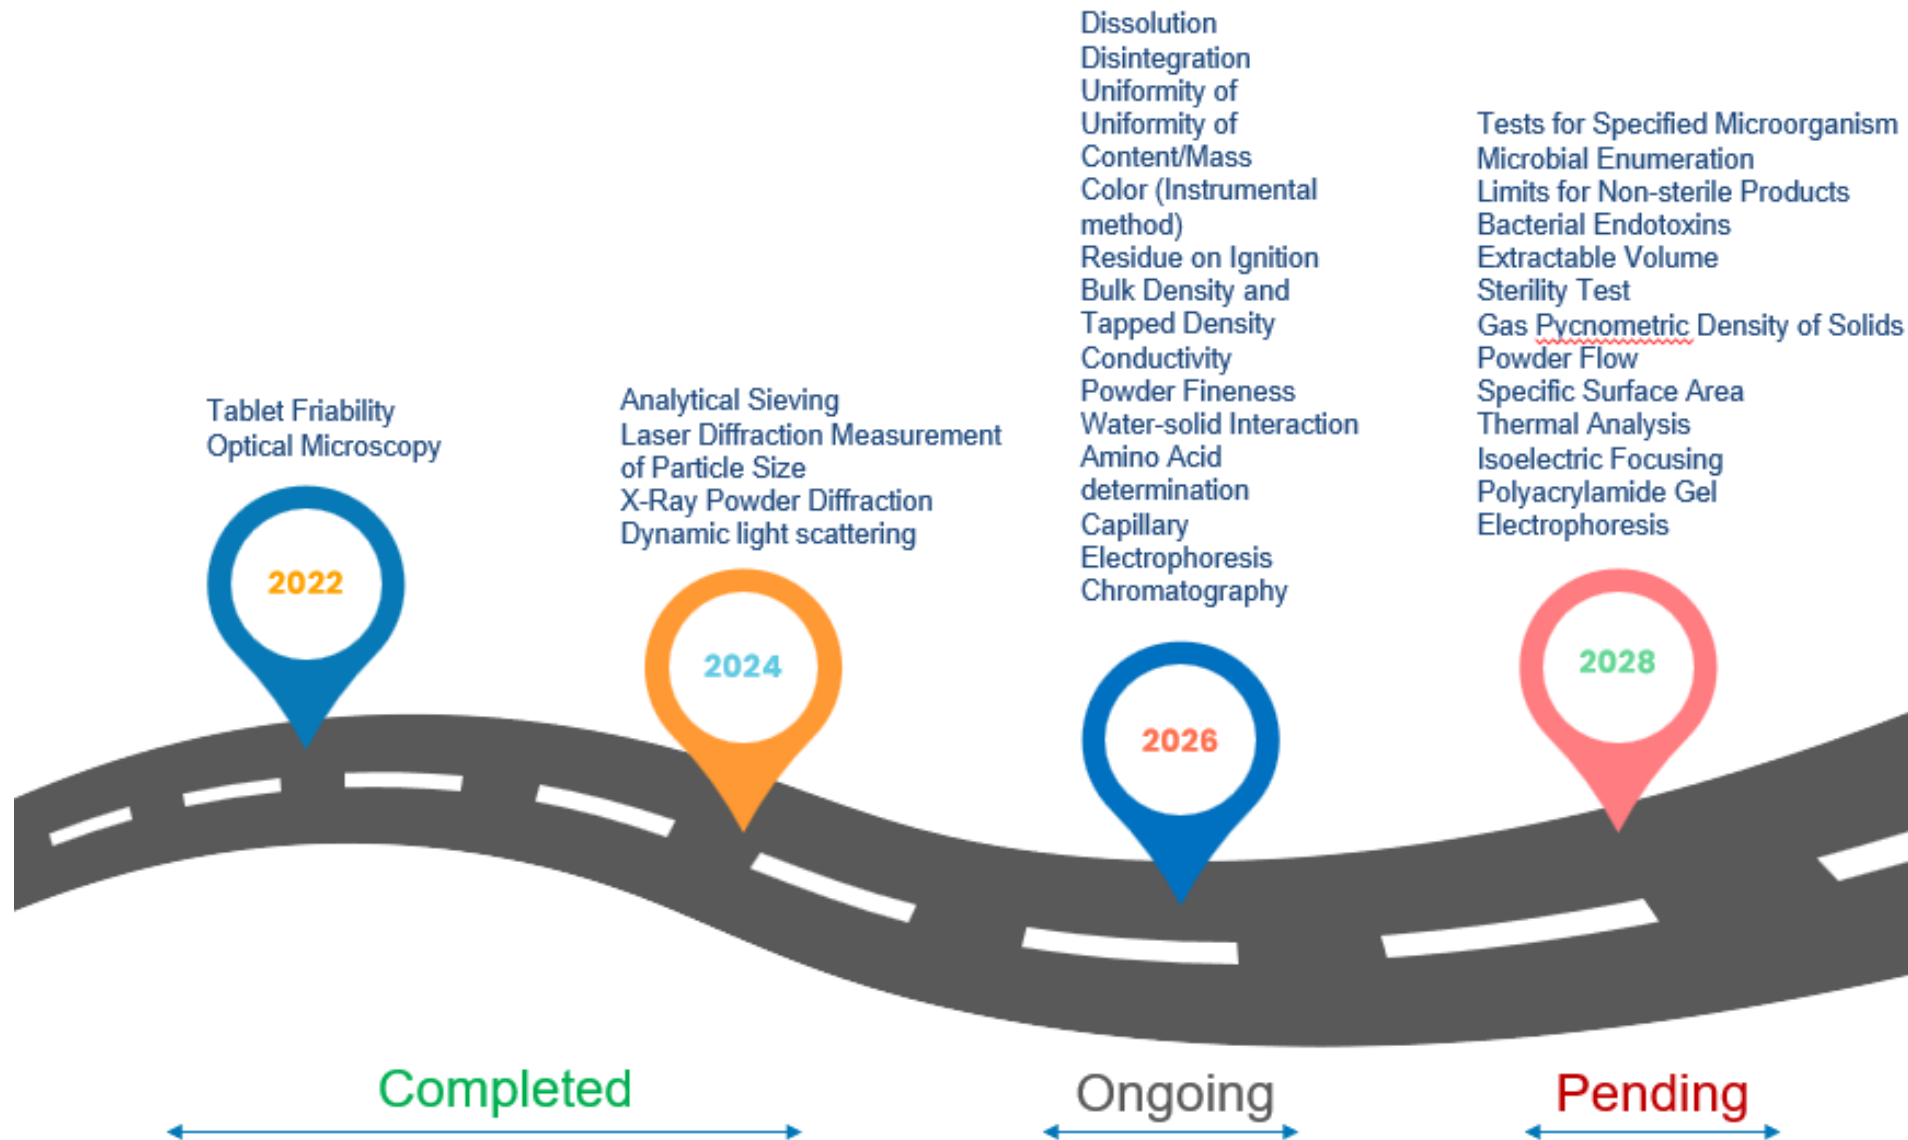 Tablet Friability
Optical Microscopy
2022
Analytical Sieving
Laser Diffraction Measurement
of Particle Size
X-Ray Powder Diffraction
Dynamic light scattering
2024
Dissolution
Disintegration
Uniformity of
Uniformity of
Content/Mass
Color (Instrumental
method)
Residue on Ignition
Bulk Density and
Tapped Density
Conductivity
Powder Fineness
Water-solid Interaction
Amino Acid
determination
Capillary
Electrophoresis
Chromatography
2026
Tests for Specified Microorganism
Microbial Enumeration
Limits for Non-sterile Products
Bacterial Endotoxins
Extractable Volume
Sterility Test
Gas Pycnometric Density of Solids
Powder Flow
Specific Surface Area
Thermal Analysis
Isoelectric Focusing
Polyacrylamide Gel
Electrophoresis
2028
Completed
Ongoing
Pending